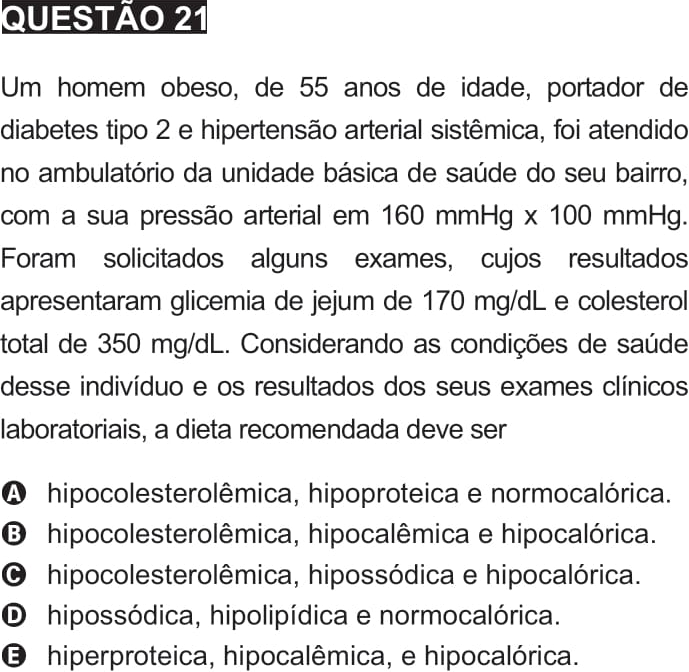 QUESTÃO 21
Um homem obeso, de 55 anos de idade, portador de
diabetes tipo 2 e hipertensão arterial sistêmica, foi atendido
no ambulatório da unidade básica de saúde do seu bairro,
com a sua pressão arterial em 160 mmHg x 100 mmHg.
Foram solicitados alguns exames, cujos resultados
apresentaram glicemia de jejum de 170 mg/dL e colesterol
total de 350 mg/dL. Considerando as condições de saúde
desse indivíduo e os resultados dos seus exames clínicos
laboratoriais, a dieta recomendada deve ser
A hipocolesterolêmica, hipoproteica e normocalórica.
B hipocolesterolêmica, hipocalêmica e hipocalórica.
C hipocolesterolêmica, hipossódica e hipocalórica.
D hipossódica, hipolipídica e normocalórica.
E hiperproteica, hipocalêmica, e hipocalórica.